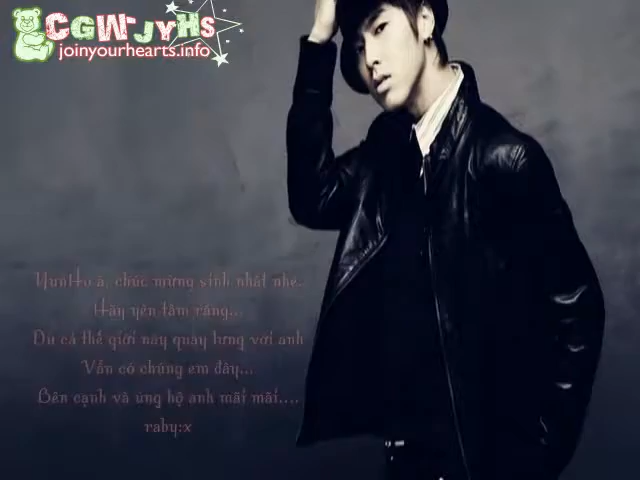 CGW-JYHs
joinyourhearts.info
YunHo à, chúc mừng sinh nhật nhé..
Hãy yên tâm rằng...
Dù cả thế giới này quay lưng với anh
Vẫn có chúng em đây...
Bên cạnh và ủng hộ anh mãi mãi....
raby:x